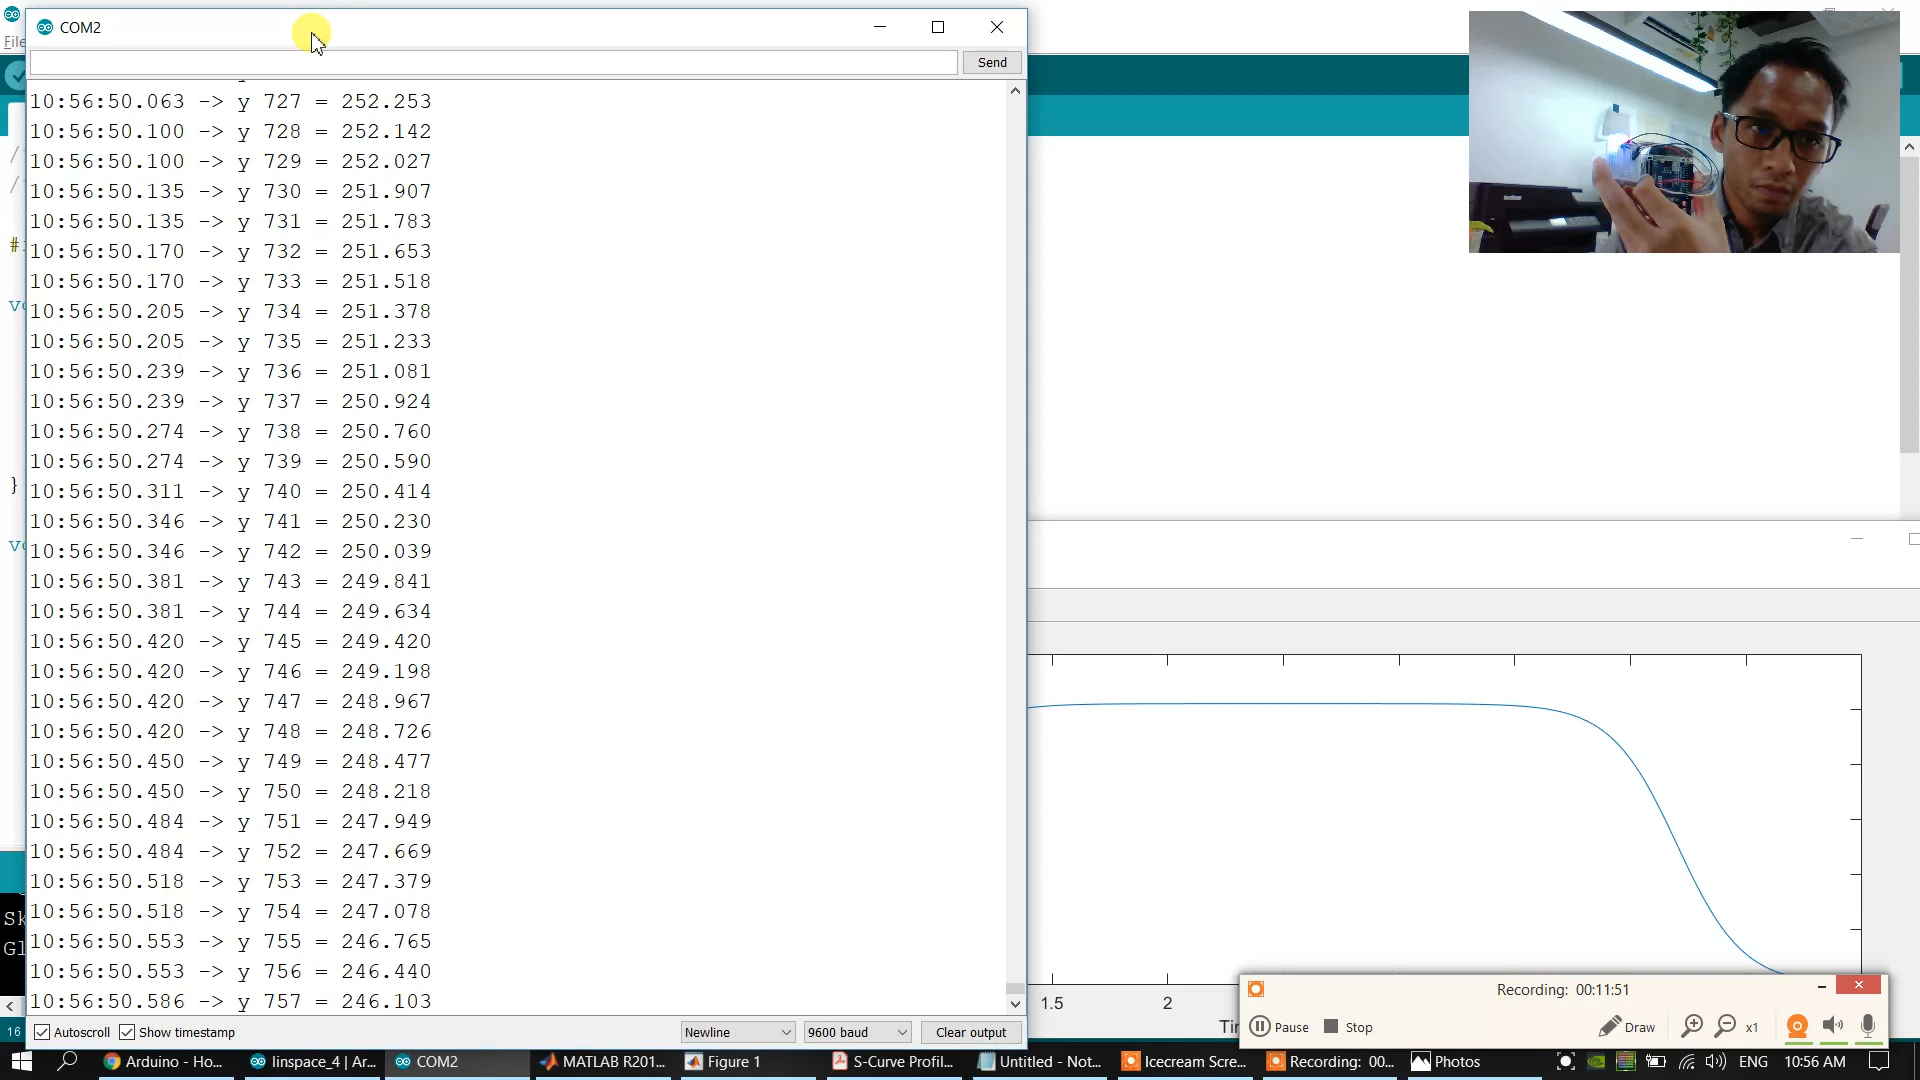 COM2
File
Send
10:56:50.063 -> y 727 = 252.253
10:56:50.100 -> y 728 = 252.142
10:56:50.100 -> y 729 = 252.027
10:56:50.135 -> y 730 = 251.907
10:56:50.135 -> y 731 = 251.783
10:56:50.170 -> y 732 = 251.653
10:56:50.170 -> y 733 = 251.518
10:56:50.205 -> y 734 = 251.378
10:56:50.205 -> y 735 = 251.233
10:56:50.239 -> y 736 = 251.081
10:56:50.239 -> y 737 = 250.924
10:56:50.274 -> y 738 = 250.760
10:56:50.274 -> y 739 = 250.590
10:56:50.311 -> y 740 = 250.414
10:56:50.346 -> y 741 = 250.230
10:56:50.346 -> y 742 = 250.039
10:56:50.381 -> y 743 = 249.841
10:56:50.381 -> y 744 = 249.634
10:56:50.420 -> y 745 = 249.420
10:56:50.420 -> y 746 = 249.198
10:56:50.420 -> y 747 = 248.967
10:56:50.420 -> y 748 = 248.726
10:56:50.450 -> y 749 = 248.477
10:56:50.450 -> y 750 = 248.218
10:56:50.484 -> y 751 = 247.949
10:56:50.484 -> y 752 = 247.669
10:56:50.518 -> y 753 = 247.379
10:56:50.518 -> y 754 = 247.078
10:56:50.553 -> y 755 = 246.765
10:56:50.553 -> y 756 = 246.440
10:56:50.586 -> y 757 = 246.103
}
16
Autoscroll Show timestamp Newline 9600 baud Clear output
1.5 2
Recording: 00:11:51
Pause Stop Draw x1
Arduino - Ho... linspace_4 | Ar... COM2 MATLAB R201... Figure 1 S-Curve Profil... Untitled - Not... Icecream Scre... Recording: 00... Photos ENG 10:56 AM